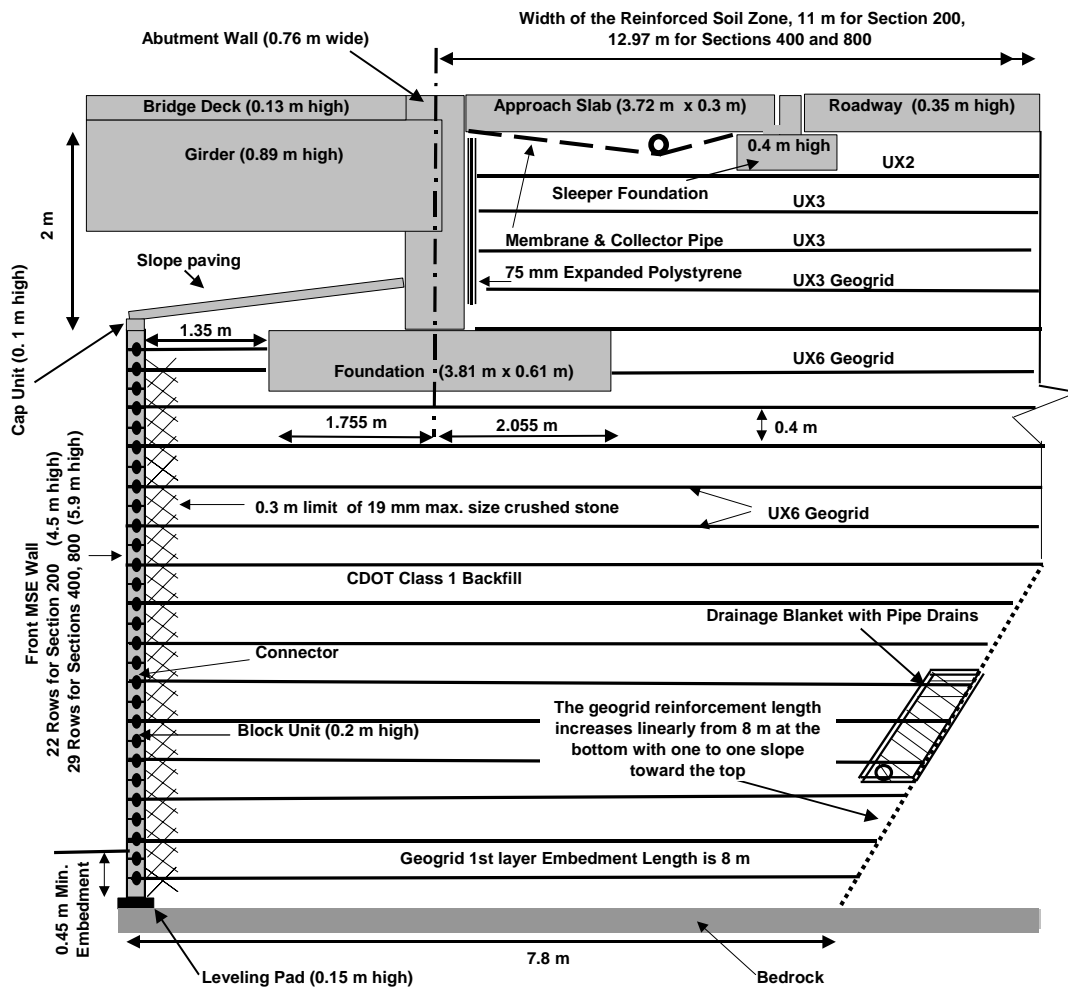 Width of the Reinforced Soil Zone, 11 m for Section 200,
12.97 m for Sections 400 and 800
Abutment Wall (0.76 m wide)
Bridge Deck (0.13 m high)
Approach Slab (3.72 m x 0.3 m)
Roadway (0.35 m high)
Girder (0.89 m high)
0.4 m high
UX2
Sleeper Foundation
UX3
2 m
Membrane & Collector Pipe
UX3
Slope paving
75 mm Expanded Polystyrene
UX3 Geogrid
Cap Unit (0. 1 m high)
1.35 m
Foundation (3.81 m x 0.61 m)
UX6 Geogrid
1.755 m
2.055 m
0.4 m
0.3 m limit of 19 mm max. size crushed stone
UX6 Geogrid
Front MSE Wall
22 Rows for Section 200 (4.5 m high)
29 Rows for Sections 400, 800 (5.9 m high)
CDOT Class 1 Backfill
Drainage Blanket with Pipe Drains
Connector
The geogrid reinforcement length
increases linearly from 8 m at the
bottom with one to one slope
toward the top
Block Unit (0.2 m high)
Geogrid 1st layer Embedment Length is 8 m
0.45 m Min.
Embedment
7.8 m
Leveling Pad (0.15 m high)
Bedrock